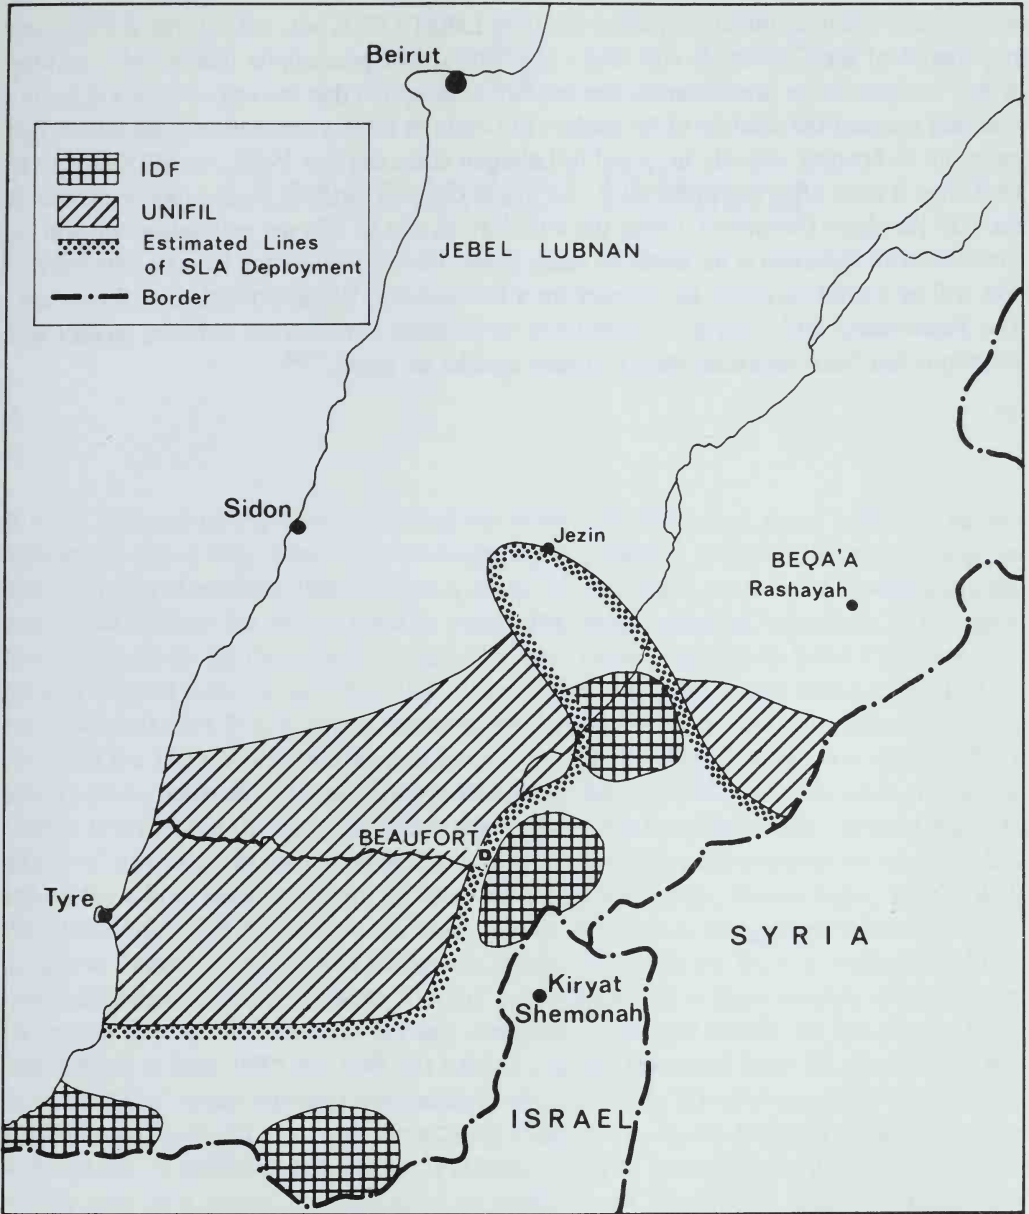 Beirut
IDF
UNIFIL
Estimated Lines
of SLA Deployment
Border
JEBEL LUBNAN
Sidon
Jezin
BEQA'A
Rashayah
BEAUFORT
Tyre
SYRIA
Kiryat
Shemonah
ISRAEL